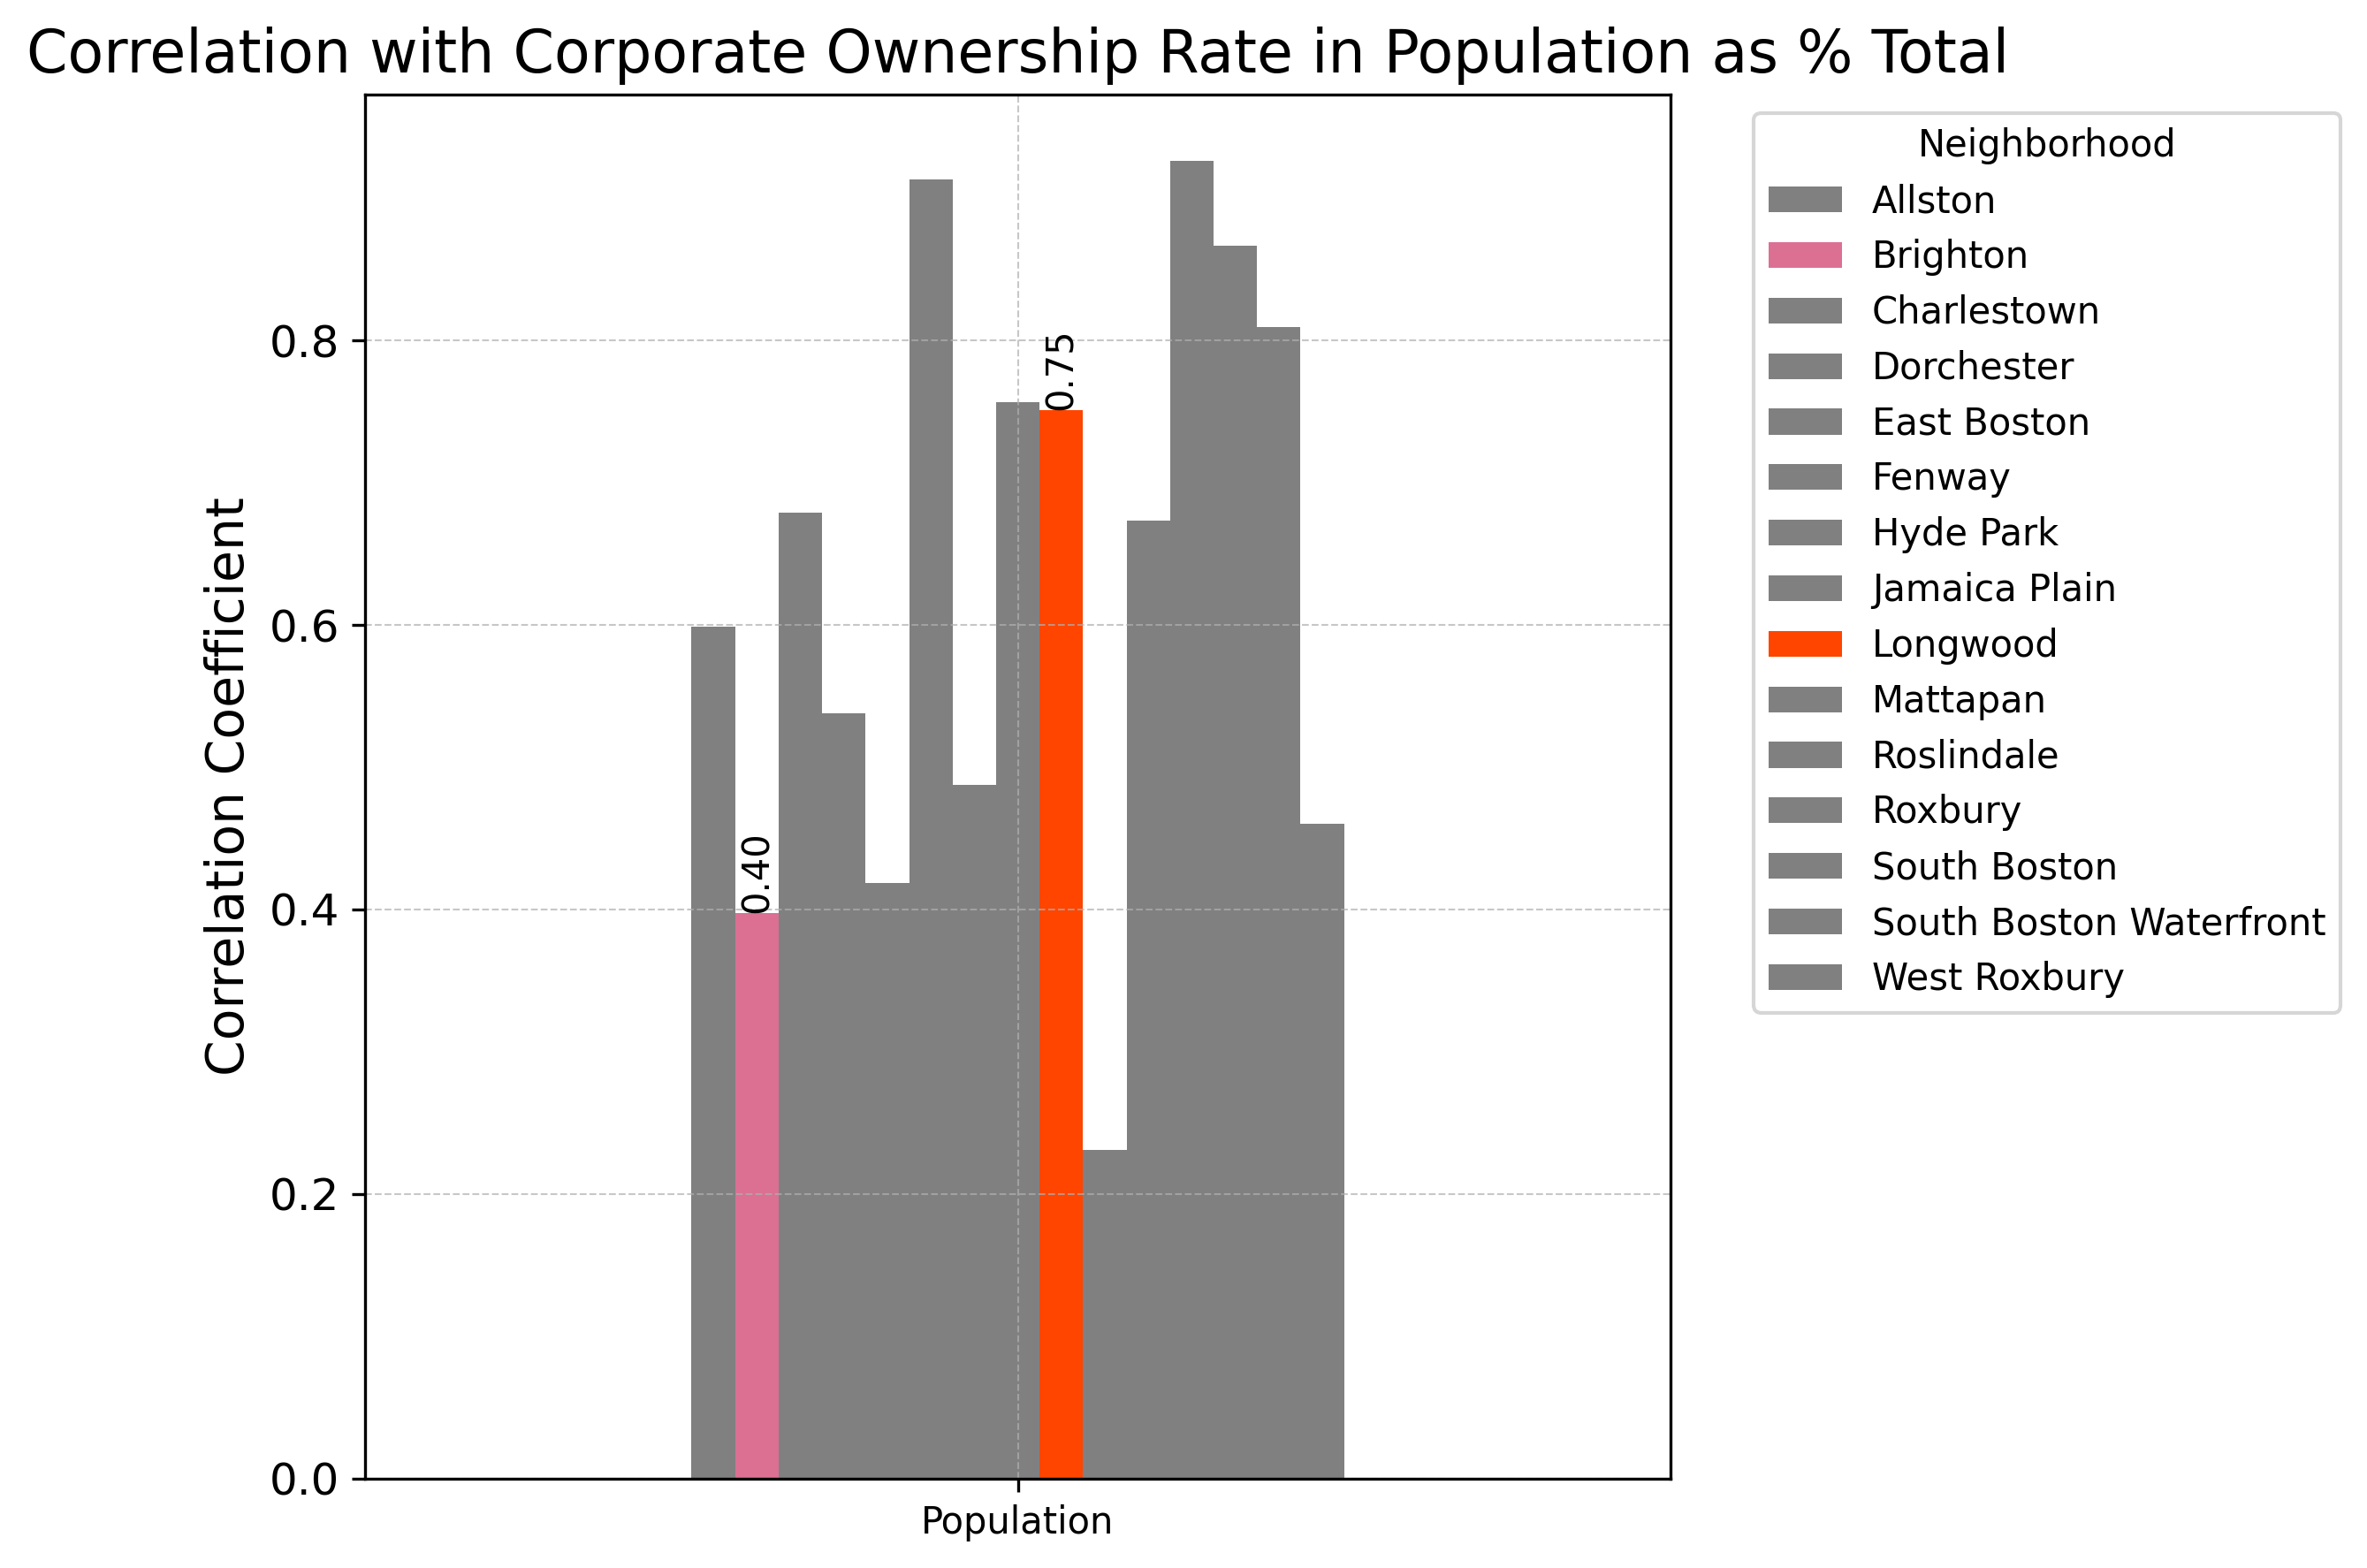 Correlation with Corporate Ownership Rate in Population as % Total
Correlation Coefficient
0.8
0.6
0.4
0.2
0.0
0.40
0.75
Population
Neighborhood
Allston
Brighton
Charlestown
Dorchester
East Boston
Fenway
Hyde Park
Jamaica Plain
Longwood
Mattapan
Roslindale
Roxbury
South Boston
South Boston Waterfront
West Roxbury